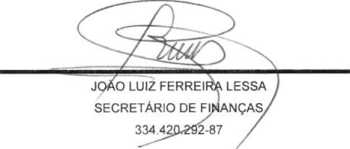 JOÃO LUIZ FERREIRA LESSA
SECRETÁRIO DE FINANÇAS
334.420.292-87